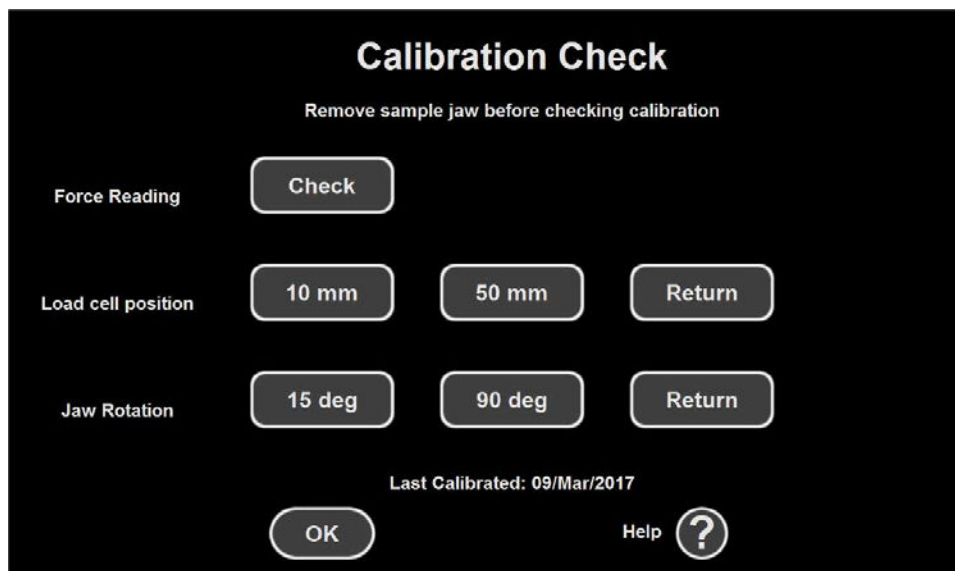 Calibration Check
Remove sample jaw before checking calibration
Force Reading Check
Load cell position 10 mm 50 mm Return
Jaw Rotation 15 deg 90 deg Return
Last Calibrated: 09/Mar/2017
OK Help ?